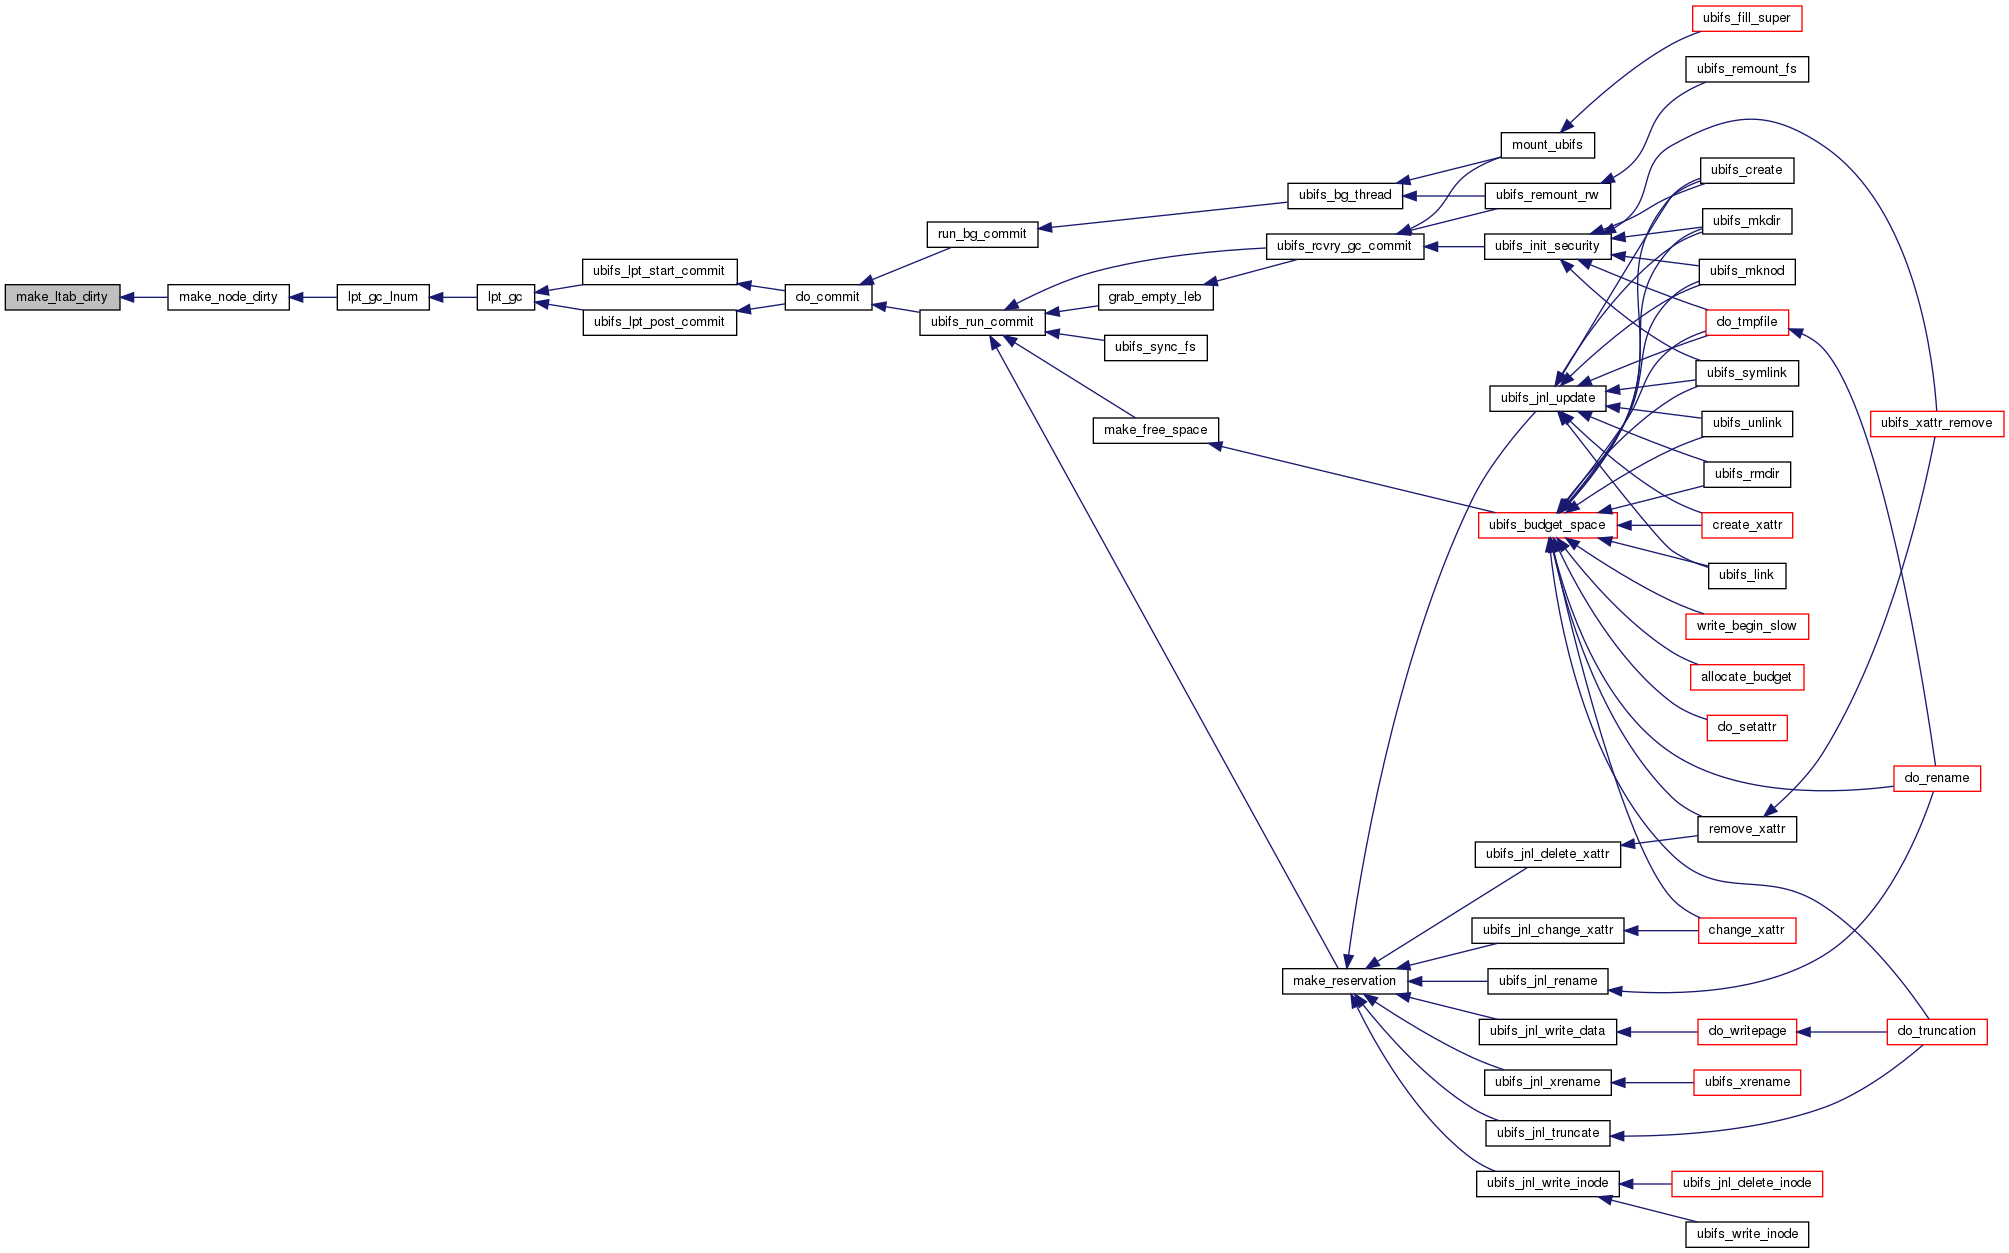 make_ltab_dirty
make_node_dirty
lpt_gc_lnum
lpt_gc
ubifs_lpt_start_commit
ubifs_lpt_post_commit
do_commit
run_bg_commit
ubifs_run_commit
ubifs_bg_thread
ubifs_rcvry_gc_commit
grab_empty_leb
ubifs_sync_fs
make_free_space
make_reservation
mount_ubifs
ubifs_remount_rw
ubifs_init_security
ubifs_jnl_update
ubifs_budget_space
ubifs_jnl_delete_xattr
ubifs_jnl_change_xattr
ubifs_jnl_rename
ubifs_jnl_write_data
ubifs_jnl_xrename
ubifs_jnl_truncate
ubifs_jnl_write_inode
ubifs_fill_super
ubifs_remount_fs
ubifs_create
ubifs_mkdir
ubifs_mknod
do_tmpfile
ubifs_symlink
ubifs_unlink
ubifs_rmdir
create_xattr
ubifs_link
write_begin_slow
allocate_budget
do_setattr
remove_xattr
change_xattr
do_writepage
ubifs_xrename
ubifs_jnl_delete_inode
ubifs_write_inode
ubifs_xattr_remove
do_rename
do_truncation